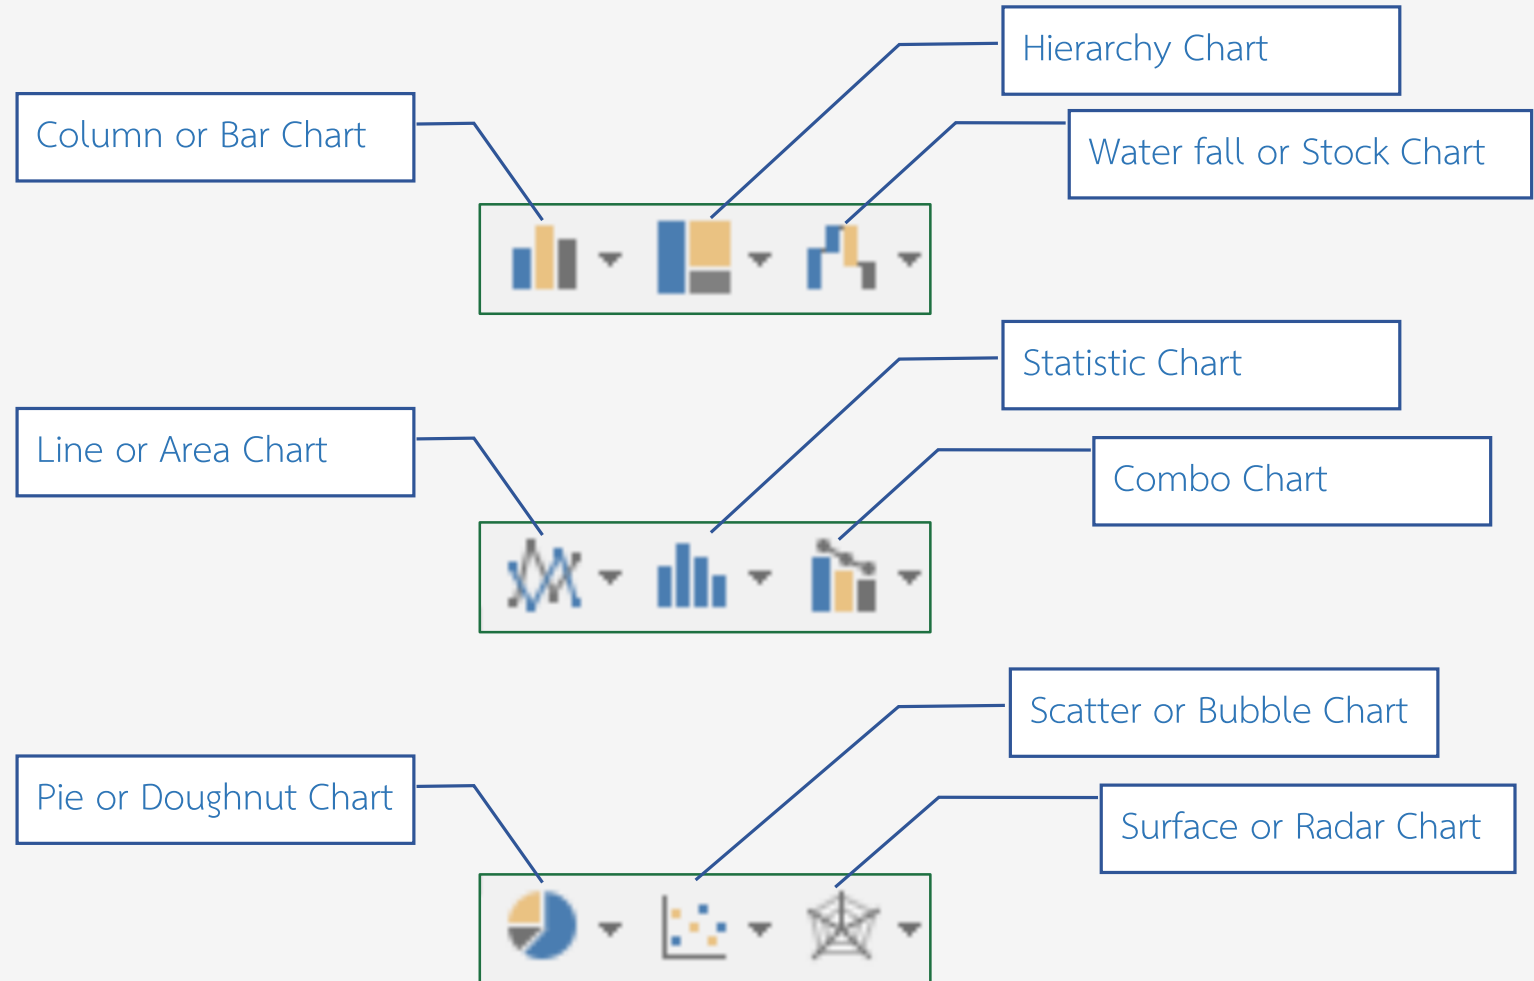 Hierarchy Chart
Column or Bar Chart
Water fall or Stock Chart
Statistic Chart
Line or Area Chart
Combo Chart
Scatter or Bubble Chart
Pie or Doughnut Chart
Surface or Radar Chart